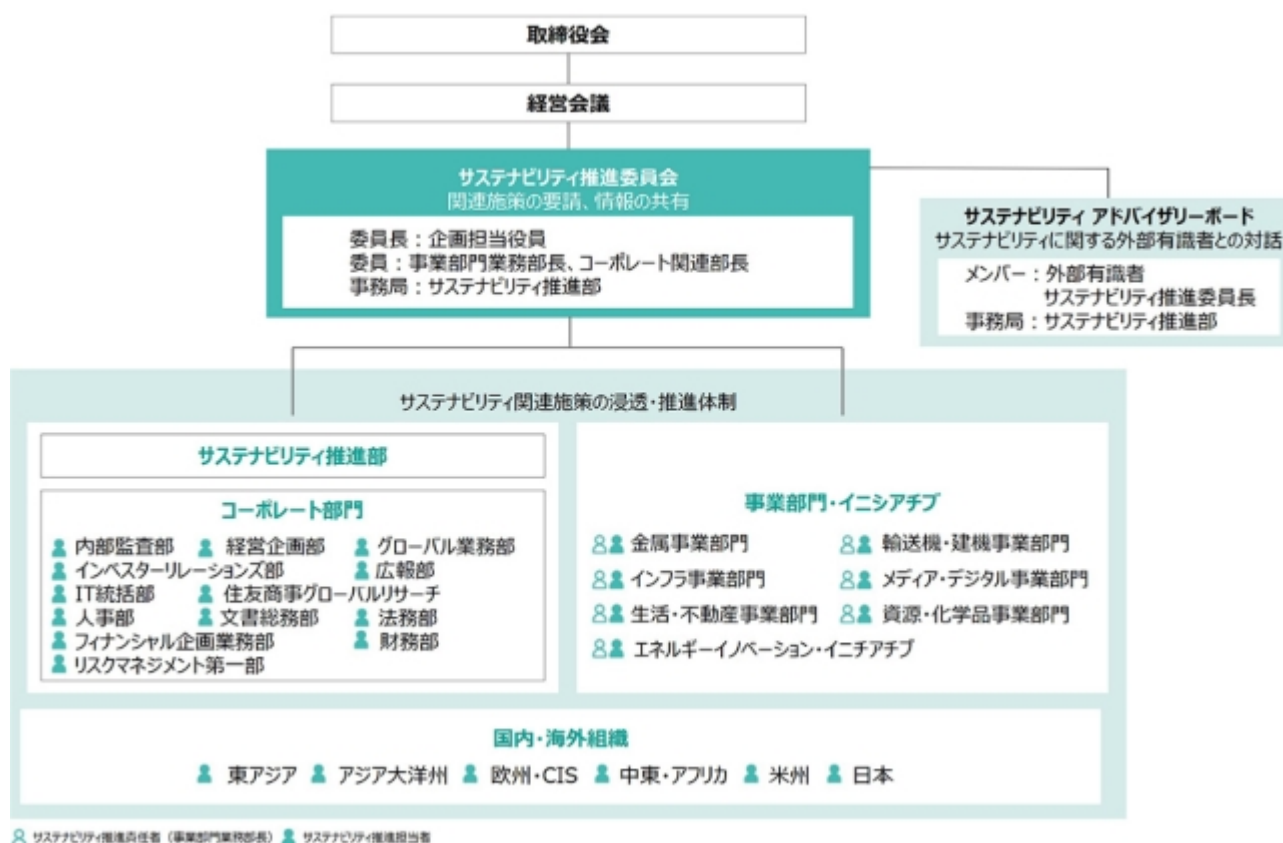 取締役会
経営会議
サステナビリティ推進委員会
関連施策の要請、情報の共有
委員長：企画担当役員
委員：事業部門業務部長、コーポレート関連部長
事務局：サステナビリティ推進部
サステナビリティ アドバイザリーボード
サステナビリティに関する外部有識者との対話
メンバー：外部有識者
サステナビリティ推進委員長
事務局：サステナビリティ推進部
サステナビリティ関連施策の浸透・推進体制
サステナビリティ推進部
コーポレート部門
内部監査部 経営企画部 グローバル業務部
インベスターリレーションズ部 広報部
IT統括部 住友商事グローバルリサーチ
人事部 文書総務部 法務部
フィナンシャル企画業務部 財務部
リスクマネジメント第一部
事業部門・イニシアチブ
金属事業部門 輸送機・建機事業部門
インフラ事業部門 メディア・デジタル事業部門
生活・不動産事業部門 資源・化学品事業部門
エネルギーイノベーション・イニチアチブ
国内・海外組織
東アジア アジア大洋州 欧州・CIS 中東・アフリカ 米州 日本
サステナビリティ推進責任者（事業部門業務部長） サステナビリティ推進担当者